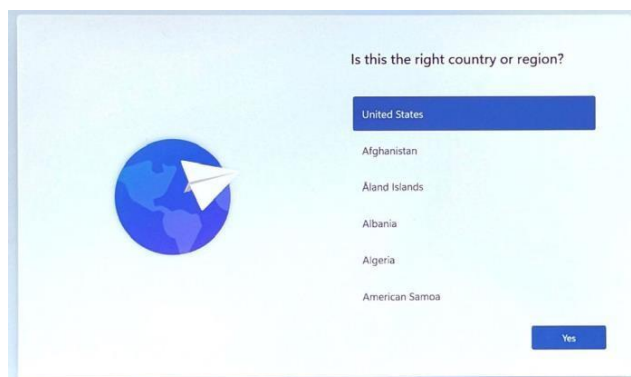 Is this the right country or region?
United States
Afghanistan
Åland Islands
Albania
Algeria
American Samoa
Yes